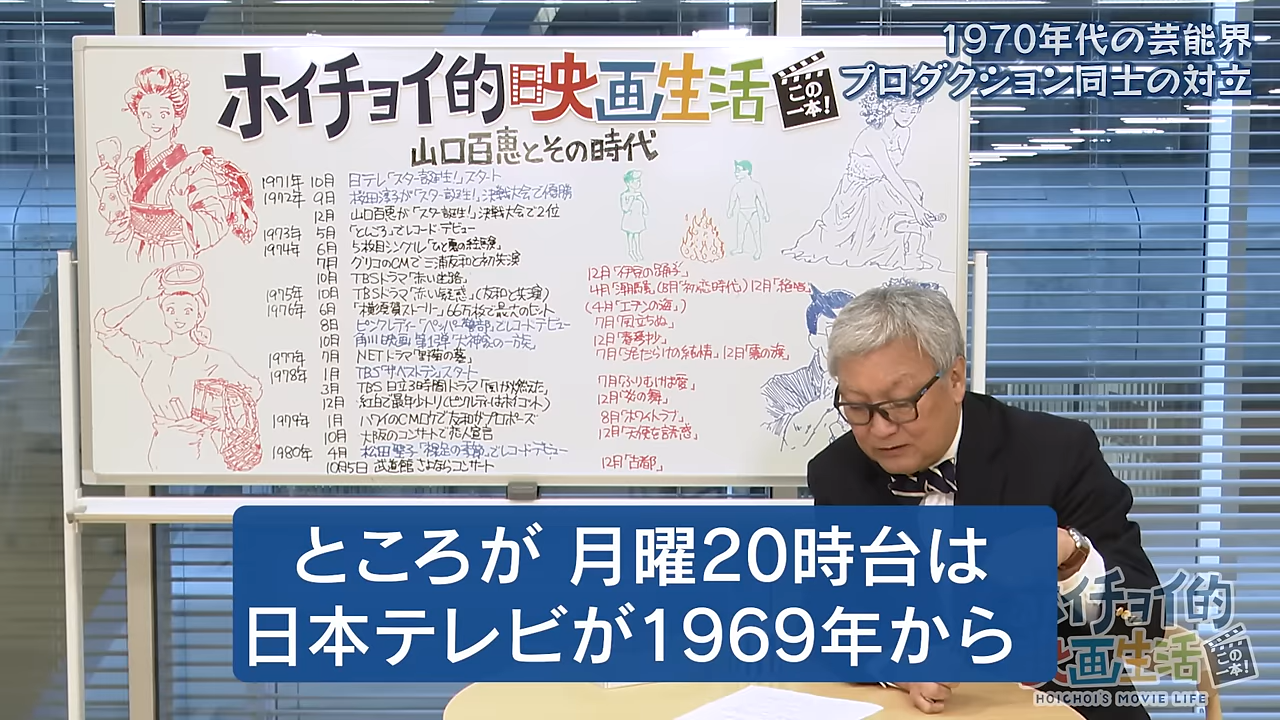 1970年代の芸能界
プロダクション同士の対立
ホイチョイ的映画生活
この一本!
山口百恵とその時代
1971年 10月 日テレ「スター誕生!」スタート
1972年 9月 桜田淳子が「スター誕生!」決戦大会で優勝
12月 山口百恵が「スター誕生!」決戦大会で2位
1973年 5月 「としごろ」でレコードデビュー
1974年 6月 5枚目シングル「ひと夏の経験」
7月 グリコのCMで三浦友和と初共演
10月 TBSドラマ「赤い迷路」
12月「伊豆の踊子」
1975年 10月 TBSドラマ「赤い疑惑」(友和と共演)
4月「潮騒」(8月「初恋時代」) 12月「絶唱」
1976年 6月 「横須賀ストーリー」66万枚で最大のヒット
(4月「エデンの海」)
8月 ピンクレディー「ペッパー警部」でレコードデビュー
7月「風立ちぬ」
10月 角川映画 第1弾「犬神家の一族」
12月「春琴抄」
1977年 7月 NETドラマ「野菊の墓」
7月「泥だらけの純情」 12月「霧の旗」
1978年 1月 TBS「ザベストテン」スタート
3月 TBS 日立3時間ドラマ「風が燃えた」
7月「ふりむけば愛」
12月 紅白で最年少トリ(ピンクレディは裏でコント)
12月「炎の舞」
1979年 1月 ハワイのCMロケで友和がプロポーズ
8月「ホワイトラブ」
10月 大阪のコンサートで恋人宣言
12月「天使を誘惑」
1980年 4月 松田聖子「裸足の季節」でレコードデビュー
10月5日 武道館さよならコンサート
12月「古都」
ところが 月曜20時台は
日本テレビが1969年から
ホイチョイ的
映画生活
この一本!
HOICHOI'S MOVIE LIFE